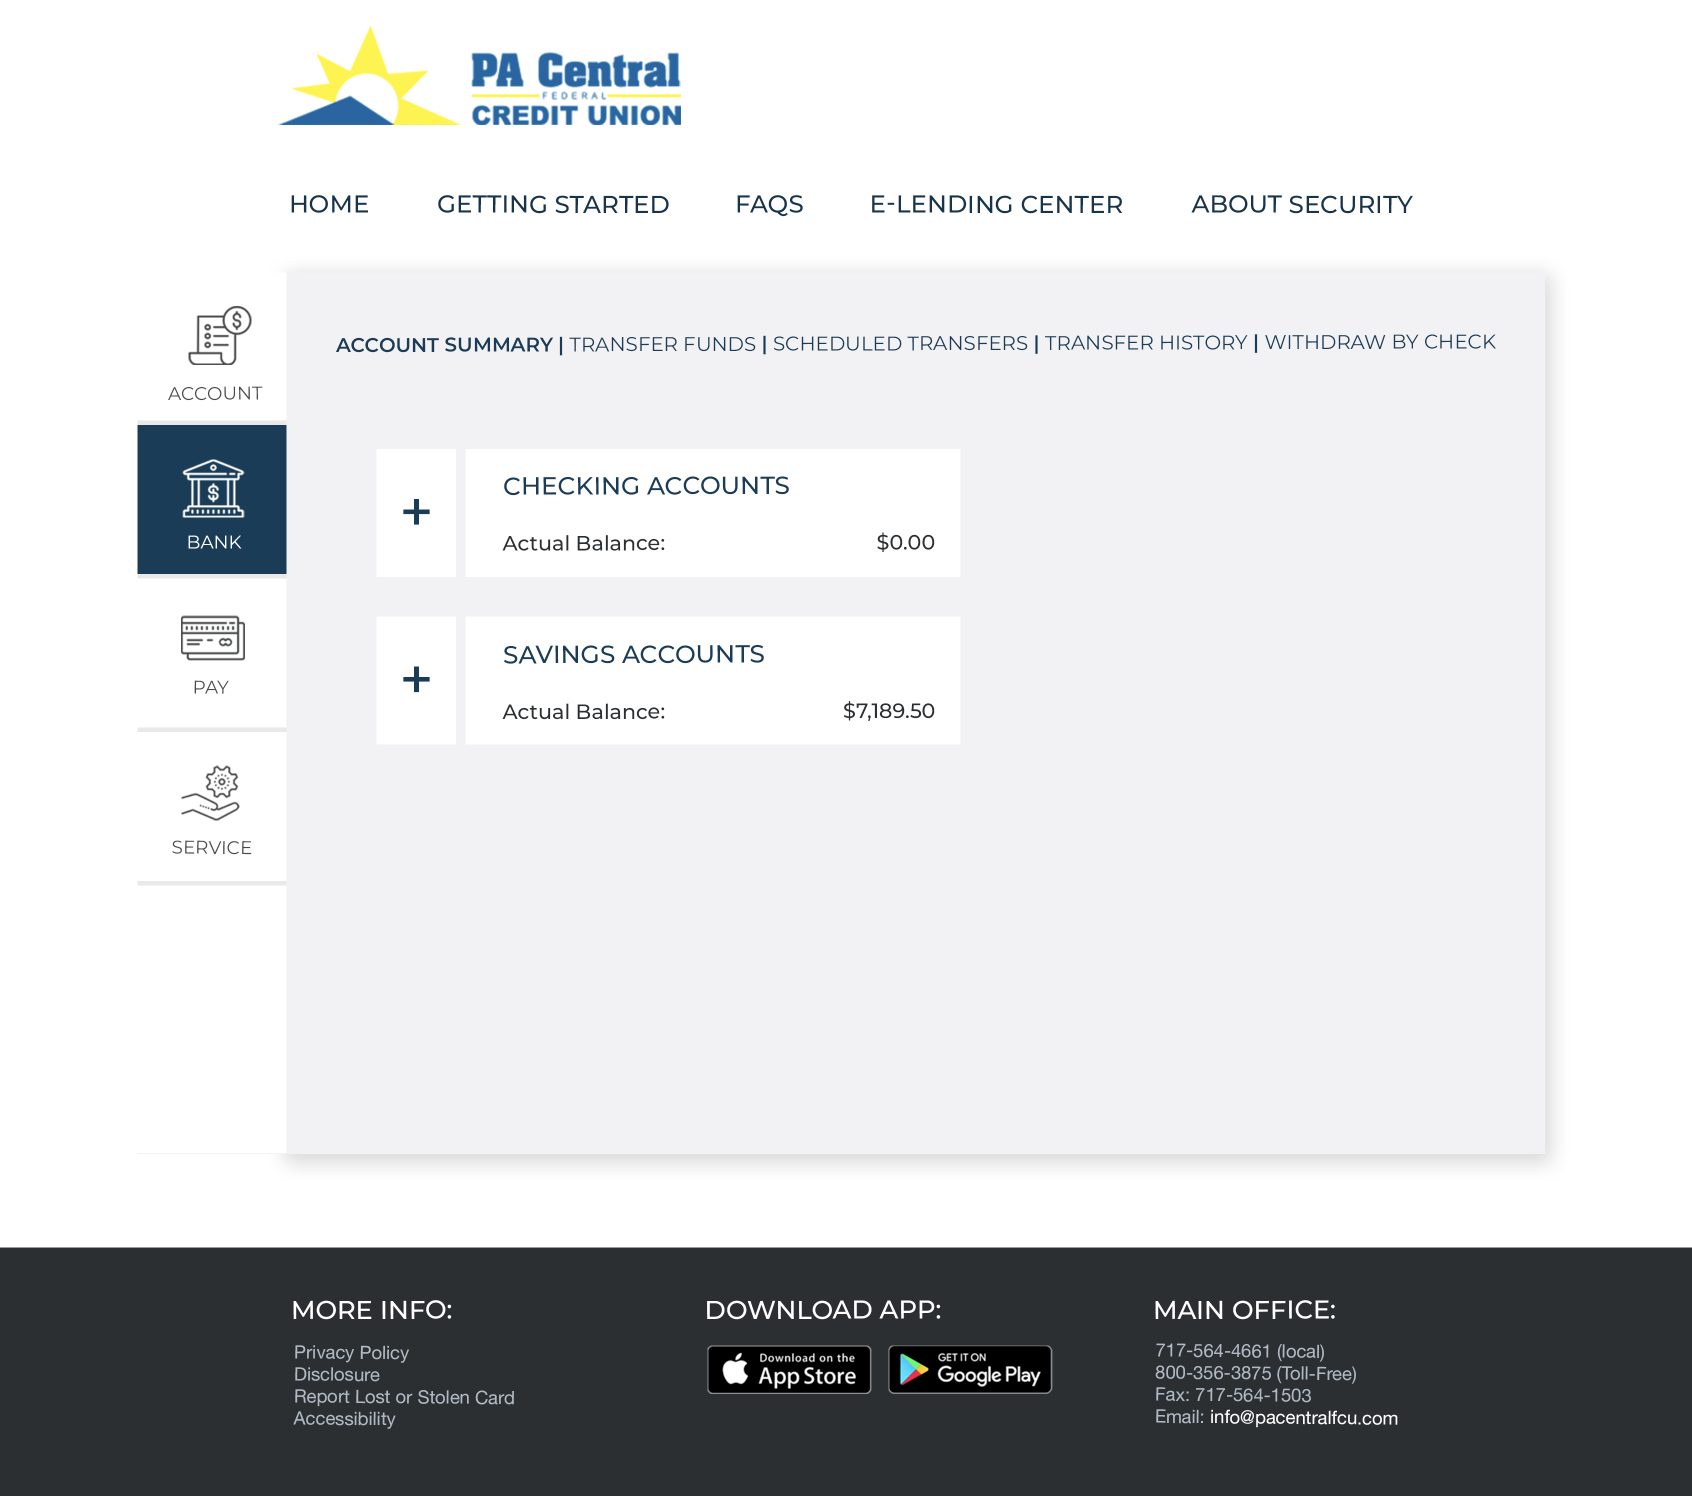 PA Central
FEDERAL
CREDIT UNION
HOME GETTING STARTED FAQS E-LENDING CENTER ABOUT SECURITY
ACCOUNT SUMMARY | TRANSFER FUNDS | SCHEDULED TRANSFERS | TRANSFER HISTORY | WITHDRAW BY CHECK
ACCOUNT
BANK
PAY
SERVICE
+
CHECKING ACCOUNTS
Actual Balance: $0.00
+
SAVINGS ACCOUNTS
Actual Balance: $7,189.50
MORE INFO:
Privacy Policy
Disclosure
Report Lost or Stolen Card
Accessibility
DOWNLOAD APP:
Download on the
App Store
GET IT ON
Google Play
MAIN OFFICE:
717-564-4661 (local)
800-356-3875 (Toll-Free)
Fax: 717-564-1503
Email: info@pacentralfcu.com